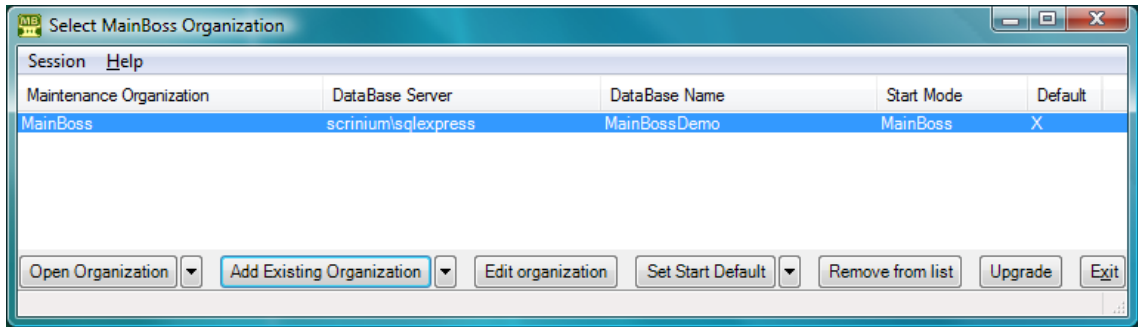 MB
Select MainBoss Organization
Session Help
Maintenance Organization DataBase Server DataBase Name Start Mode Default
MainBoss scrinium\sqlexpress MainBossDemo MainBoss X
Open Organization Add Existing Organization Edit organization Set Start Default Remove from list Upgrade Exit